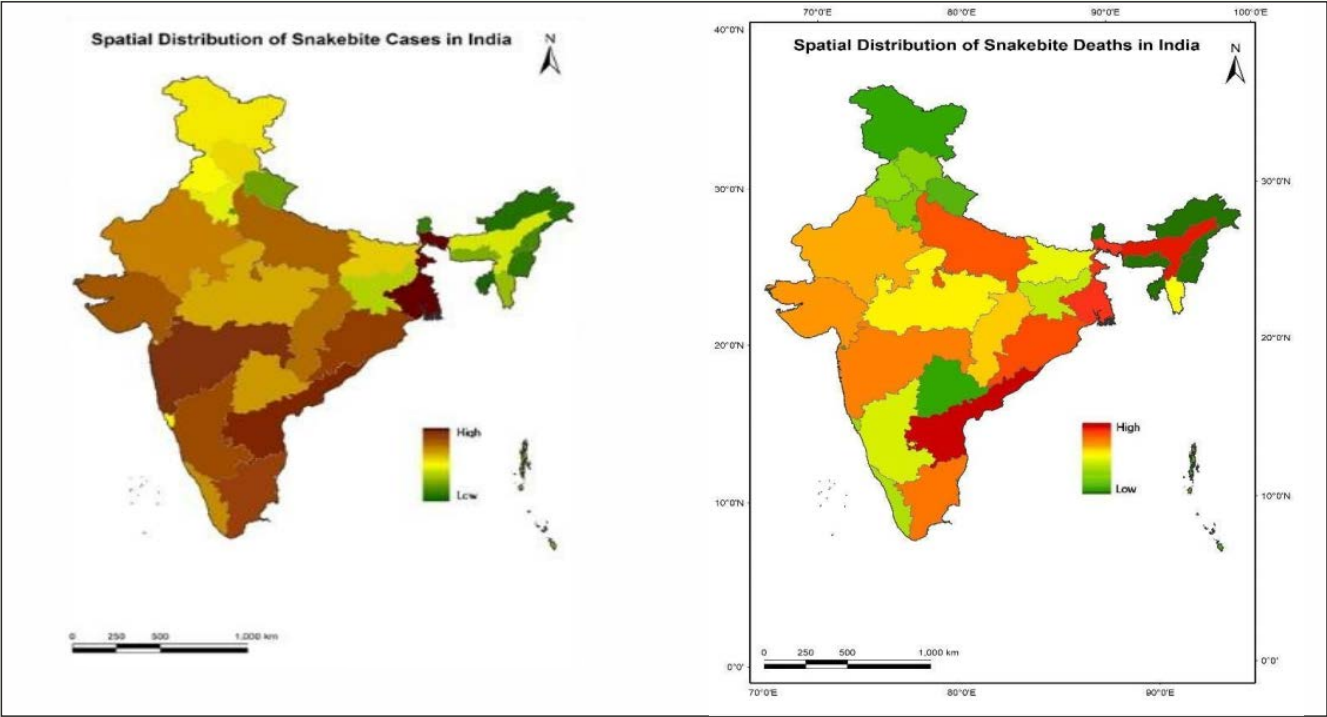 Spatial Distribution of Snakebite Cases in India
N
High
Low
0 250 500 1,000 km
70°0'E 80°0'E 90°0'E 100°0'E
40°0'N
Spatial Distribution of Snakebite Deaths in India
N
30°0'N 30°0'N
20°0'N 20°0'N
High
Low
10°0'N 10°0'N
0 250 500 1,000 km
0°0' 0°0'
70°0'E 80°0'E 90°0'E